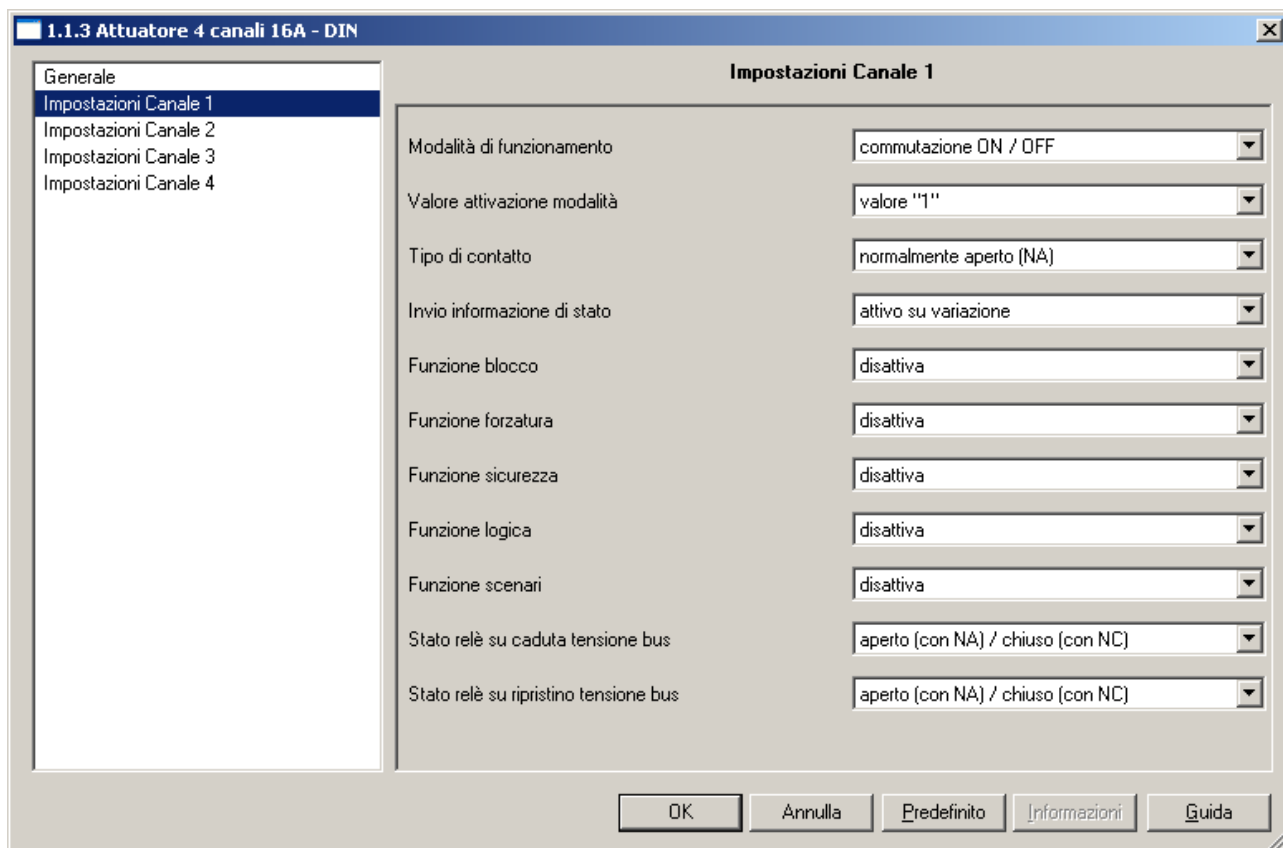 1.1.3 Attuatore 4 canali 16A - DIN
Generale
Impostazioni Canale 1
Impostazioni Canale 2
Impostazioni Canale 3
Impostazioni Canale 4
Impostazioni Canale 1
Modalità di funzionamento commutazione ON / OFF
Valore attivazione modalità valore "1"
Tipo di contatto normalmente aperto (NA)
Invio informazione di stato attivo su variazione
Funzione blocco disattiva
Funzione forzatura disattiva
Funzione sicurezza disattiva
Funzione logica disattiva
Funzione scenari disattiva
Stato relè su caduta tensione bus aperto (con NA) / chiuso (con NC)
Stato relè su ripristino tensione bus aperto (con NA) / chiuso (con NC)
OK Annulla Predefinito Informazioni Guida